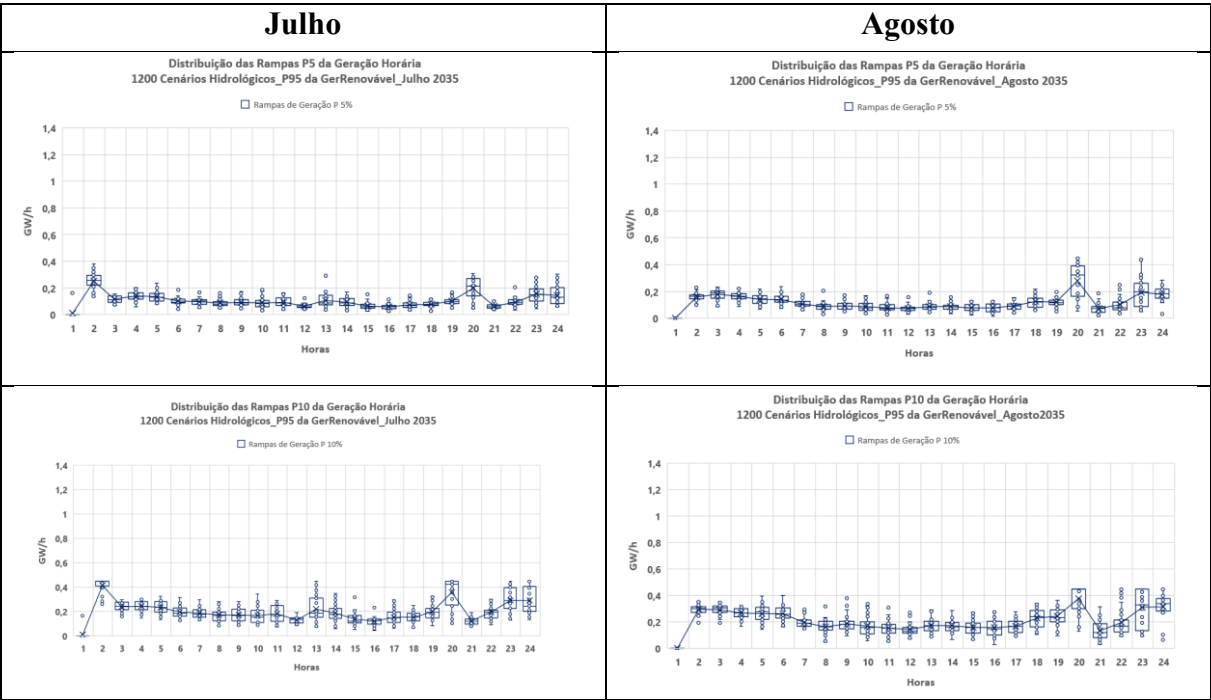 Julho
Agosto
Distribuição das Rampas P5 da Geração Horária
1200 Cenários Hidrológicos_P95 da GerRenovável_Julho 2035
Rampas de Geração P 5%
1,4
1,2
1
0,8
0,6
0,4
0,2
0
GW/h
1 2 3 4 5 6 7 8 9 10 11 12 13 14 15 16 17 18 19 20 21 22 23 24
Horas
Distribuição das Rampas P5 da Geração Horária
1200 Cenários Hidrológicos_P95 da GerRenovável_Agosto 2035
Rampas de Geração P 5%
1,4
1,2
1
0,8
0,6
0,4
0,2
0
GW/h
1 2 3 4 5 6 7 8 9 10 11 12 13 14 15 16 17 18 19 20 21 22 23 24
Horas
Distribuição das Rampas P10 da Geração Horária
1200 Cenários Hidrológicos_P95 da GerRenovável_Julho 2035
Rampas de Geração P 10%
1,4
1,2
1
0,8
0,6
0,4
0,2
0
GW/h
1 2 3 4 5 6 7 8 9 10 11 12 13 14 15 16 17 18 19 20 21 22 23 24
Horas
Distribuição das Rampas P10 da Geração Horária
1200 Cenários Hidrológicos_P95 da GerRenovável_Agosto2035
Rampas de Geração P 10%
1,4
1,2
1
0,8
0,6
0,4
0,2
0
GW/h
1 2 3 4 5 6 7 8 9 10 11 12 13 14 15 16 17 18 19 20 21 22 23 24
Horas